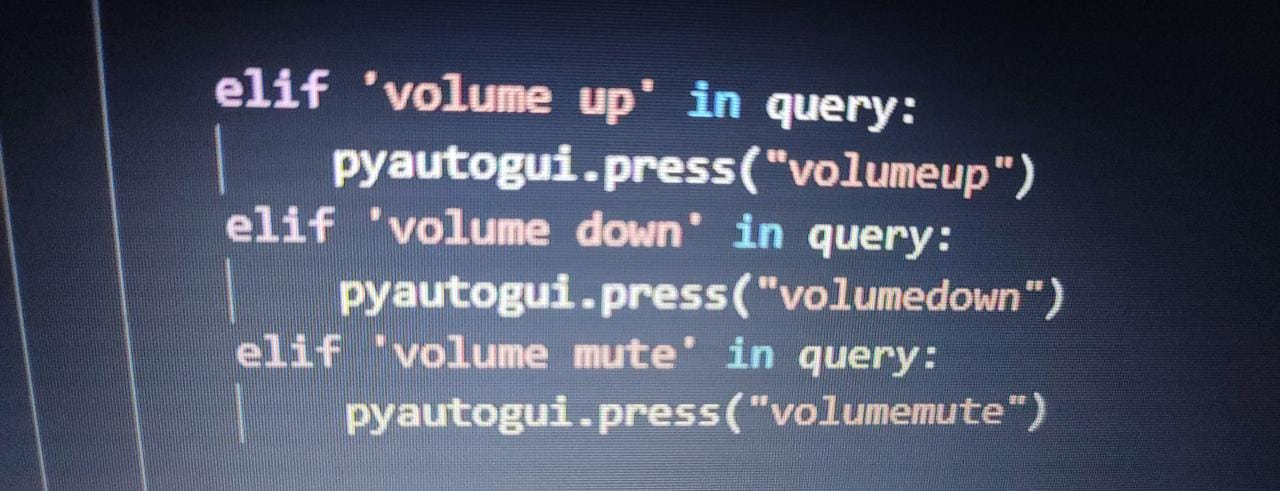 elif 'volume up' in query:
pyautogui.press("volumeup")
elif 'volume down' in query:
pyautogui.press("volumedown")
elif 'volume mute' in query:
pyautogui.press("volumemute")